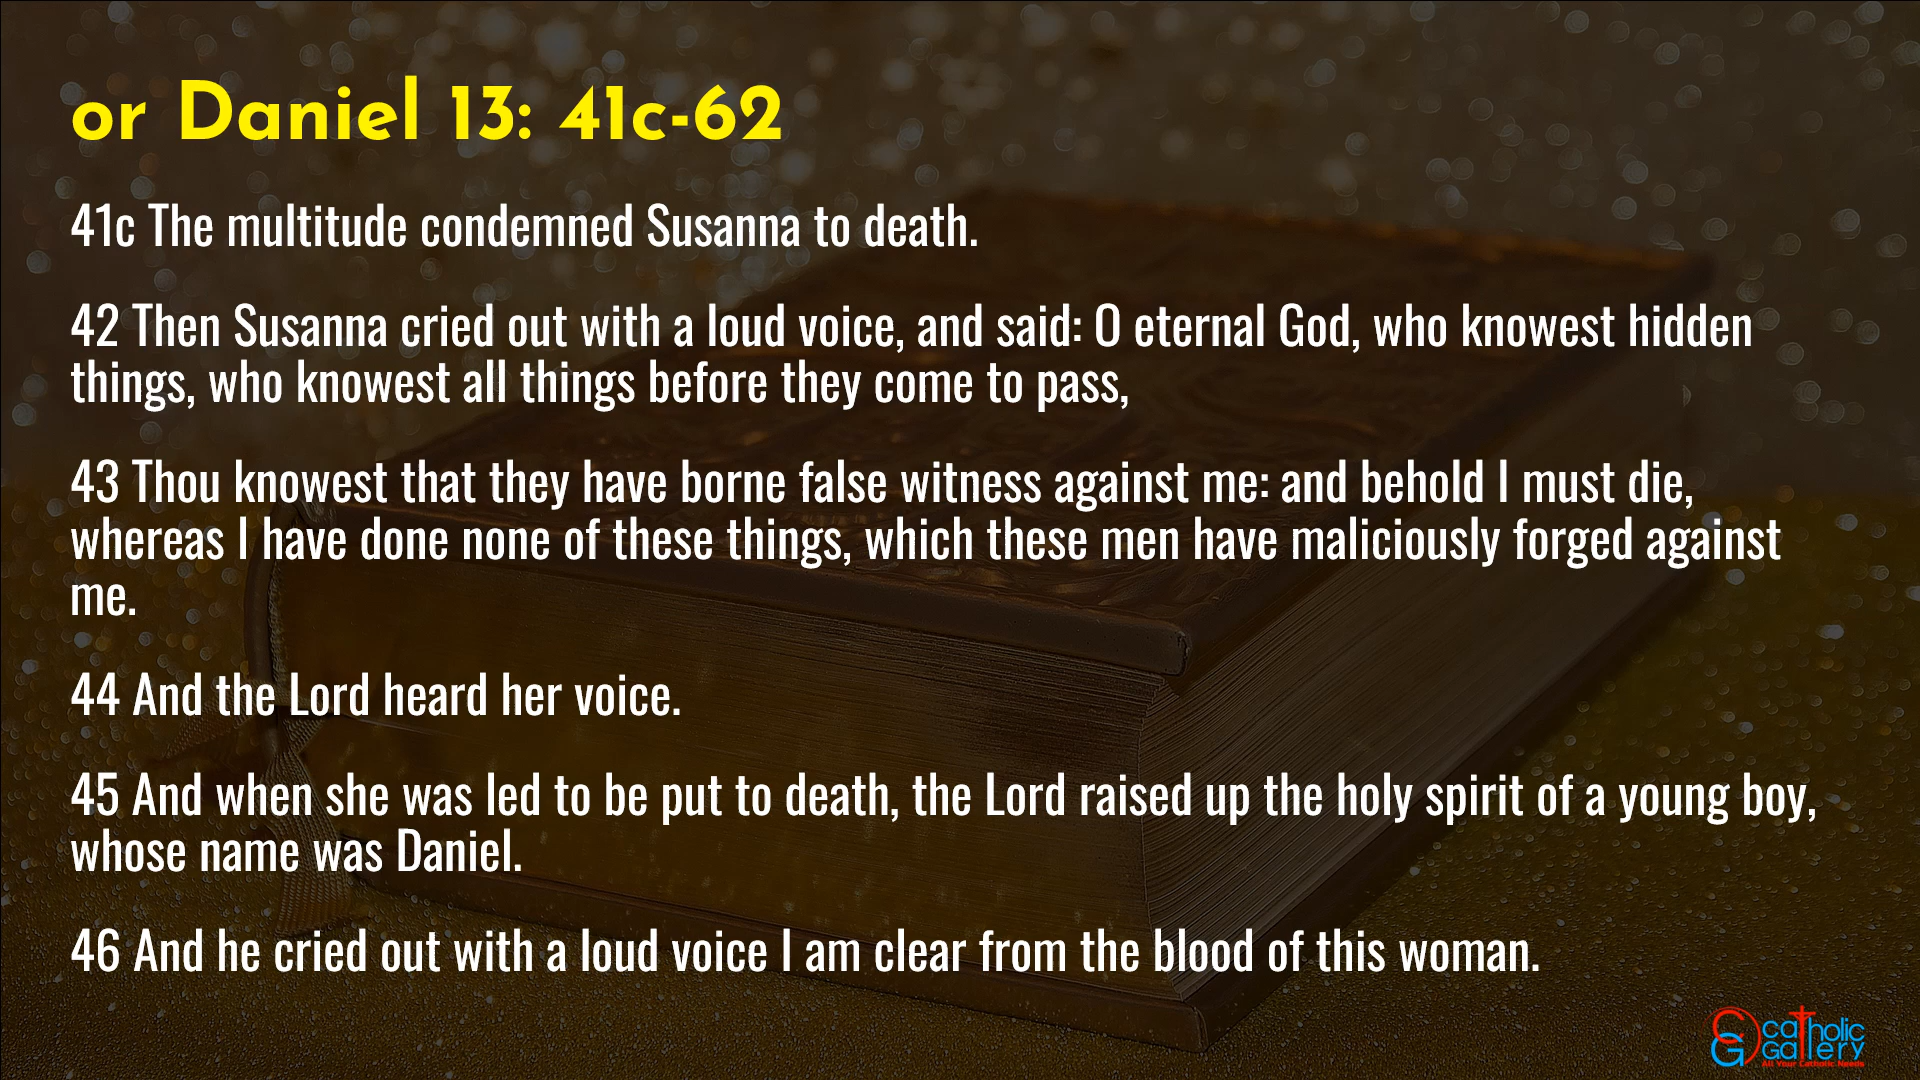 or Daniel 13: 41c-62
41c The multitude condemned Susanna to death.
42 Then Susanna cried out with a loud voice, and said: O eternal God, who knowest hidden
things, who knowest all things before they come to pass,
43 Thou knowest that they have borne false witness against me: and behold I must die,
whereas I have done none of these things, which these men have maliciously forged against
me.
44 And the Lord heard her voice.
45 And when she was led to be put to death, the Lord raised up the holy spirit of a young boy,
whose name was Daniel.
46 And he cried out with a loud voice I am clear from the blood of this woman.
CG catholic
Gallery
All Your Catholic Needs